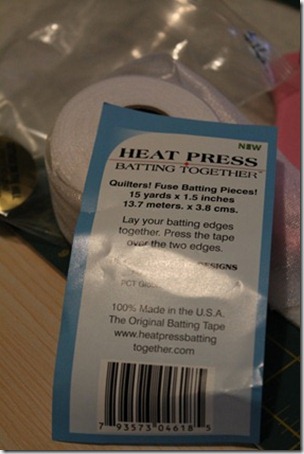 NEW
HEAT PRESS
BATTING TOGETHER
Quilters! Fuse Batting Pieces!
15 yards x 1.5 inches
13.7 meters. x 3.8 cms.
Lay your batting edges
together. Press the tape
over the two edges.
DESIGNS
100% Made in the U.S.A.
The Original Batting Tape
www.heatpressbatting
together.com
7 93573 04618 5